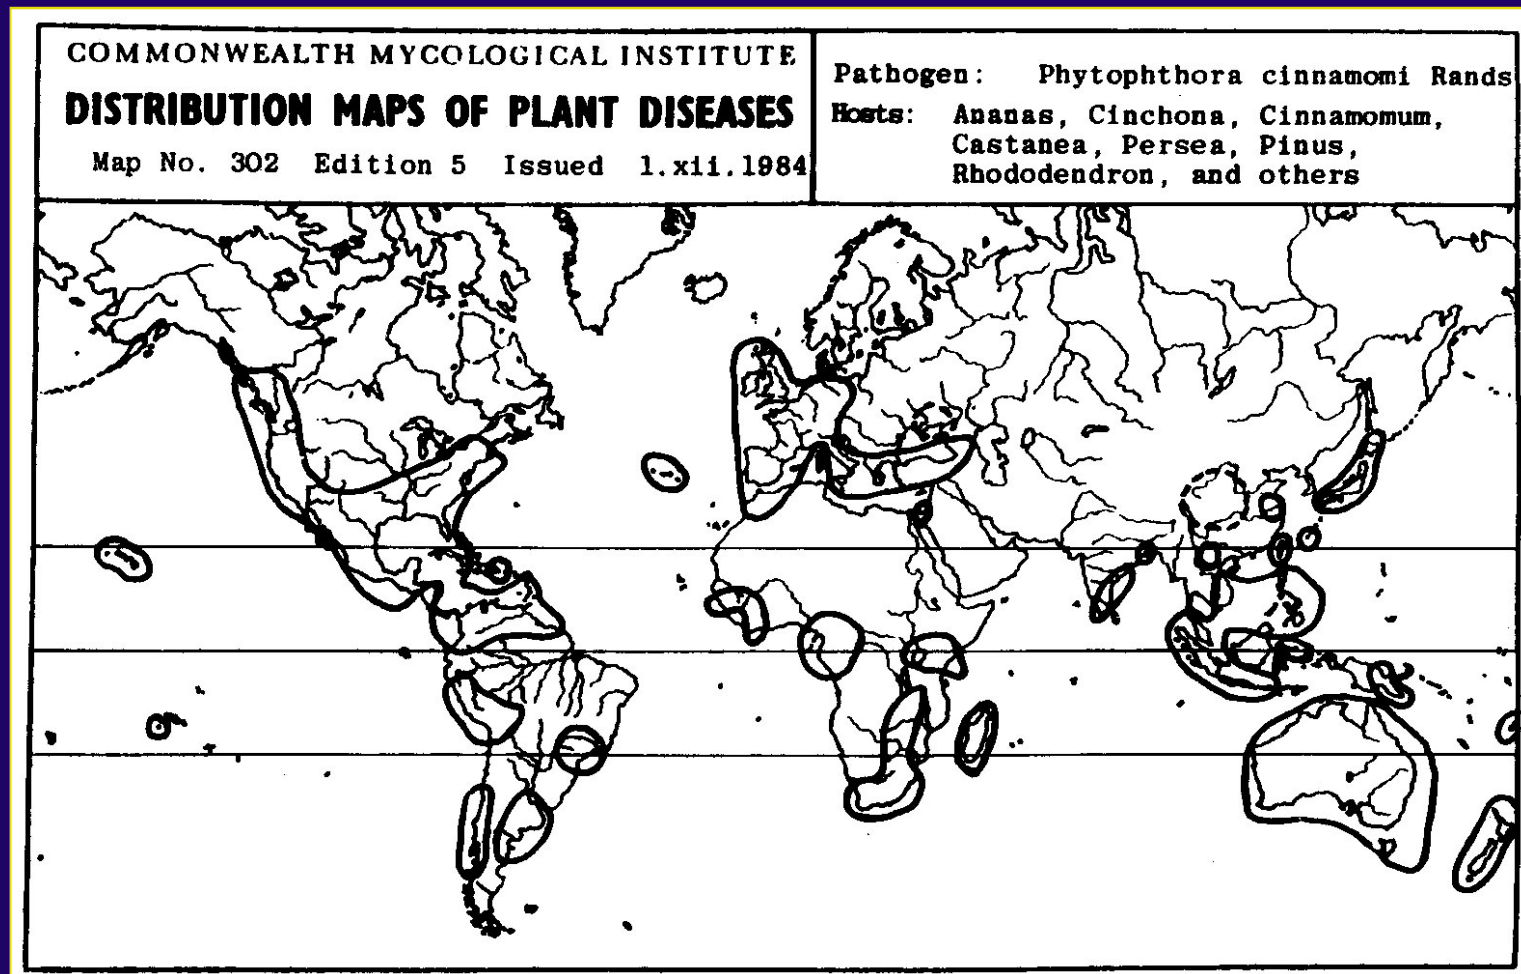 COMMONWEALTH MYCOLOGICAL INSTITUTE
DISTRIBUTION MAPS OF PLANT DISEASES
Map No. 302 Edition 5 Issued 1.xii.1984
Pathogen: Phytophthora cinnamomi Rands
Hosts: Ananas, Cinchona, Cinnamomum,
Castanea, Persea, Pinus,
Rhododendron, and others